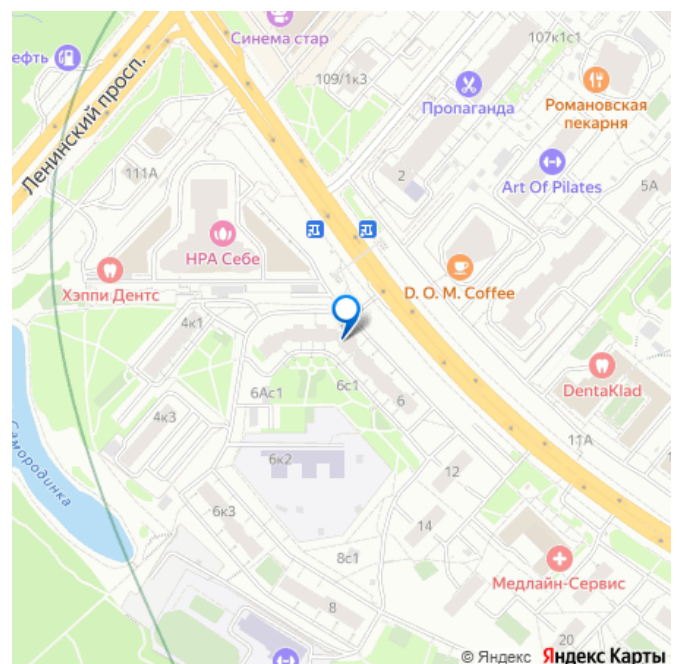 107к1с1
Синема стар
ефть
109/1к3
Пропаганда
Романовская
пекарня
Ленинский просп.
111А
2
Art Of Pilates
5А
НРА Себе
Хэппи Дентс
D. O. M. Coffee
4к1
DentaKlad
6Ас1
6с1
6
4к3
11А
Самородинка
6к2
12
6к3
14
8с1
Медлайн-Сервис
8
20
© Яндекс Яндекс Карты